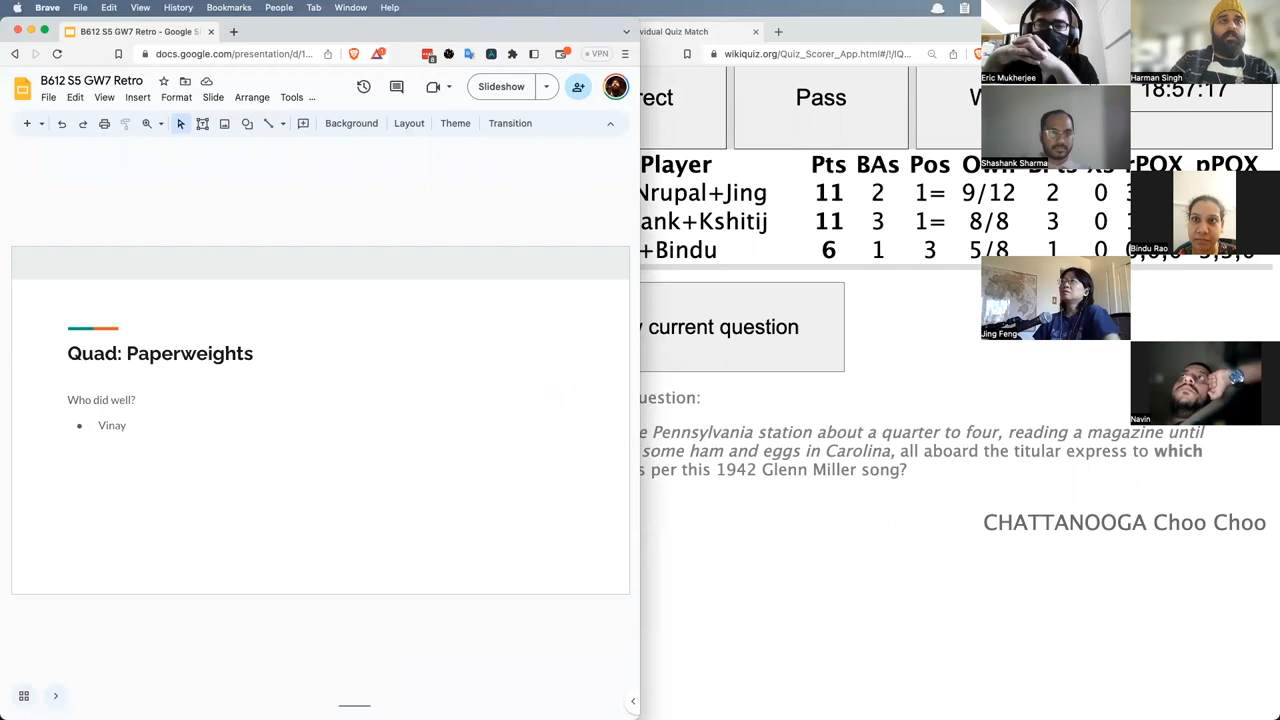 Brave File Edit View History Bookmarks People Tab Window Help
B612 S5 GW7 Retro - Google Sl
docs.google.com/presentation/d/1...
VPN
B612 S5 GW7 Retro
File Edit View Insert Format Slide Arrange Tools ...
Slideshow
Background Layout Theme Transition
Quad: Paperweights
Who did well?
Vinay
vidual Quiz Match
wikiquiz.org/Quiz_Scorer_App.html#!/IQ...
rect Pass W 18:57:17
Player Pts BAs Pos rPOX pPOX
Nrupal+Jing 11 2 1= 9/12 2 0
ank+Kshitij 11 3 1= 8/8 3 0
+Bindu 6 1 3 5/8 1 0
y current question
uestion:
e Pennsylvania station about a quarter to four, reading a magazine until
some ham and eggs in Carolina, all aboard the titular express to which
s per this 1942 Glenn Miller song?
CHATTANOOGA Choo Choo
Eric Mukherjee
Harman Singh
Shashank Sharma
Bindu Rao
Jing Feng
Navin